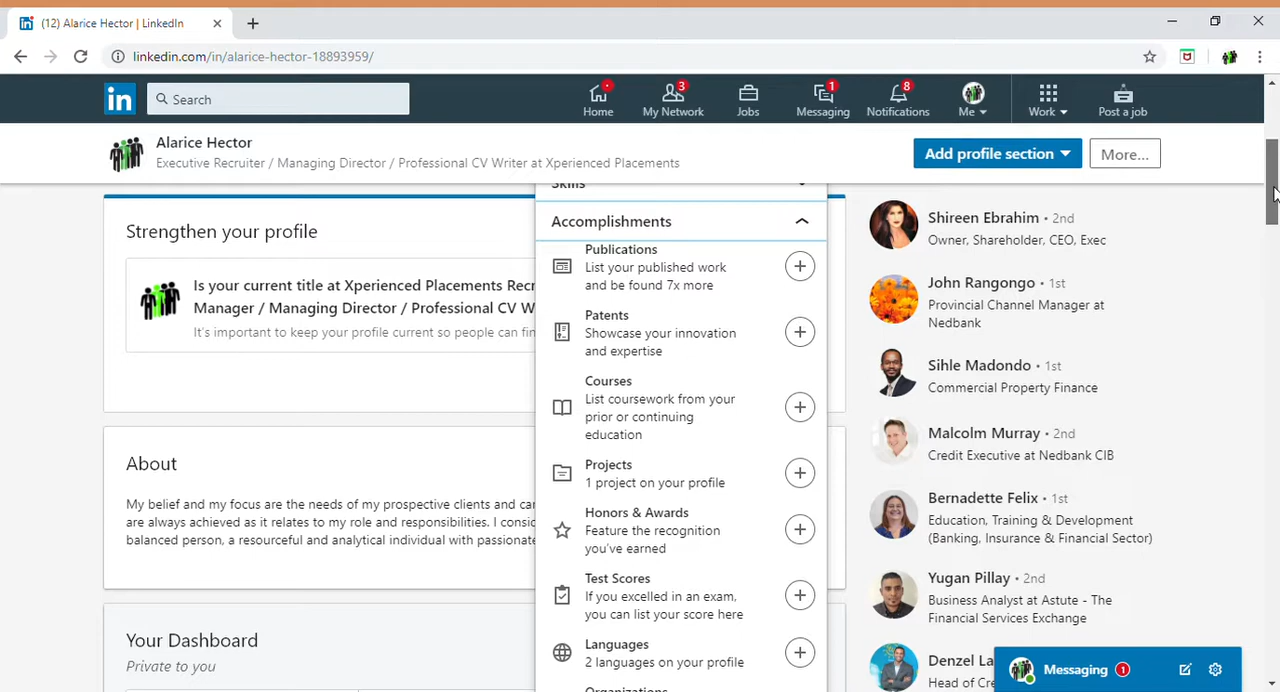 (12) Alarice Hector | LinkedIn
linkedin.com/in/alarice-hector-18893959/
in
Search
Home
3
My Network
Jobs
1
Messaging
8
Notifications
Me
Work
Post a job
Alarice Hector
Executive Recruiter / Managing Director / Professional CV Writer at Xperienced Placements
Add profile section
More...
Strengthen your profile
Is your current title at Xperienced Placements Recr
Manager / Managing Director / Professional CV W
It's important to keep your profile current so people can fin
About
My belief and my focus are the needs of my prospective clients and can
are always achieved as it relates to my role and responsibilities. I consid
balanced person, a resourceful and analytical individual with passionate
Your Dashboard
Private to you
Skills
Accomplishments
Publications
List your published work
and be found 7x more
Patents
Showcase your innovation
and expertise
Courses
List coursework from your
prior or continuing
education
Projects
1 project on your profile
Honors & Awards
Feature the recognition
you've earned
Test Scores
If you excelled in an exam,
you can list your score here
Languages
2 languages on your profile
Organizations
Shireen Ebrahim • 2nd
Owner, Shareholder, CEO, Exec
John Rangongo • 1st
Provincial Channel Manager at
Nedbank
Sihle Madondo • 1st
Commercial Property Finance
Malcolm Murray • 2nd
Credit Executive at Nedbank CIB
Bernadette Felix • 1st
Education, Training & Development
(Banking, Insurance & Financial Sector)
Yugan Pillay • 2nd
Business Analyst at Astute - The
Financial Services Exchange
Denzel La
Head of Cre
Messaging 1